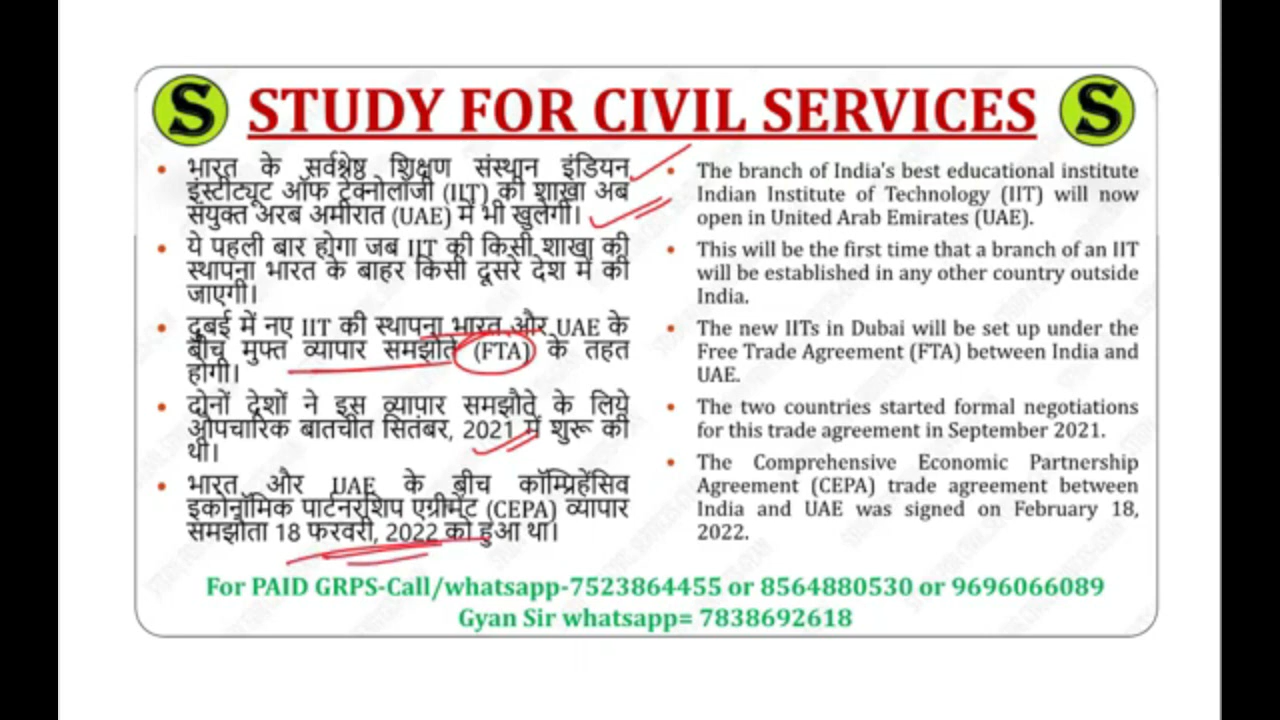 S STUDY FOR CIVIL SERVICES S
• भारत के सर्वश्रेष्ठ शिक्षण संस्थान इंडियन
इंस्टीट्यूट ऑफ टेक्नोलॉजी (IIT) की शाखा अब
संयुक्त अरब अमीरात (UAE) में भी खुलेगी।
• ये पहली बार होगा जब IIT की किसी शाखा की
स्थापना भारत के बाहर किसी दूसरे देश में की
जाएगी।
• दुबई में नए IIT की स्थापना भारत और UAE के
बीच मुफ्त व्यापार समझौते (FTA) के तहत
होगी।
• दोनों देशों ने इस व्यापार समझौते के लिये
औपचारिक बातचीत सितंबर, 2021 में शुरू की
थी।
• भारत और UAE के बीच कॉम्प्रिहेंसिव
इकोनॉमिक पार्टनरशिप एग्रीमेंट (CEPA) व्यापार
समझौता 18 फरवरी, 2022 को हुआ था।
• The branch of India's best educational institute
Indian Institute of Technology (IIT) will now
open in United Arab Emirates (UAE).
• This will be the first time that a branch of an IIT
will be established in any other country outside
India.
• The new IITs in Dubai will be set up under the
Free Trade Agreement (FTA) between India and
UAE.
• The two countries started formal negotiations
for this trade agreement in September 2021.
• The Comprehensive Economic Partnership
Agreement (CEPA) trade agreement between
India and UAE was signed on February 18,
2022.
For PAID GRPS-Call/whatsapp-7523864455 or 8564880530 or 9696066089
Gyan Sir whatsapp= 7838692618